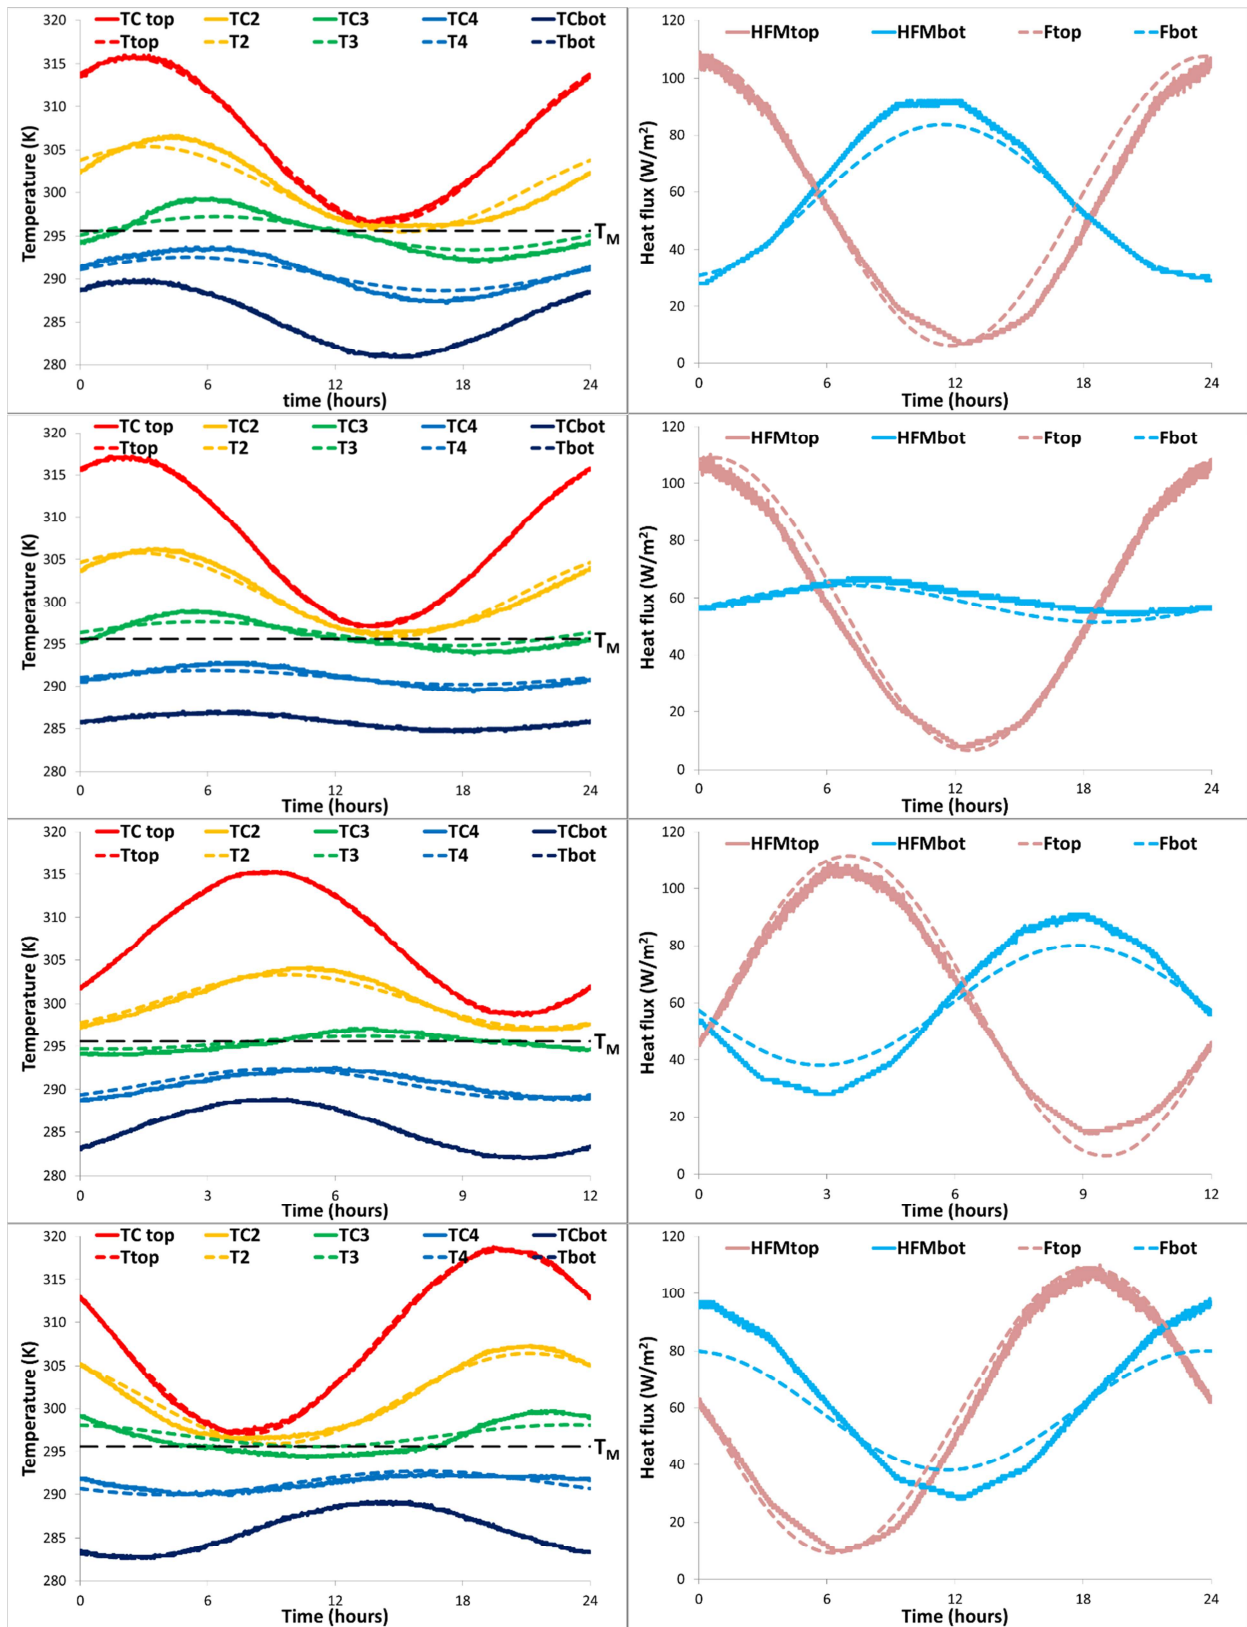 TC top TC2 TC3 TC4 TCbot
Ttop T2 T3 T4 Tbot
Temperature (K)
320
315
310
305
300
295
290
285
280
TM
0 6 12 18 24
time (hours)
HFMtop HFMbot Ftop Fbot
Heat flux (W/m²)
120
100
80
60
40
20
0
0 6 12 18 24
Time (hours)
TC top TC2 TC3 TC4 TCbot
Ttop T2 T3 T4 Tbot
Temperature (K)
320
315
310
305
300
295
290
285
280
TM
0 6 12 18 24
Time (hours)
HFMtop HFMbot Ftop Fbot
Heat flux (W/m²)
120
100
80
60
40
20
0
0 6 12 18 24
Time (hours)
TC top TC2 TC3 TC4 TCbot
Ttop T2 T3 T4 Tbot
Temperature (K)
320
315
310
305
300
295
290
285
280
TM
0 3 6 9 12
Time (hours)
HFMtop HFMbot Ftop Fbot
Heat flux (W/m²)
120
100
80
60
40
20
0
0 3 6 9 12
Time (hours)
TC top TC2 TC3 TC4 TCbot
Ttop T2 T3 T4 Tbot
Temperature (K)
320
315
310
305
300
295
290
285
280
TM
0 6 12 18 24
Time (hours)
HFMtop HFMbot Ftop Fbot
Heat flux (W/m²)
120
100
80
60
40
20
0
0 6 12 18 24
Time (hours)